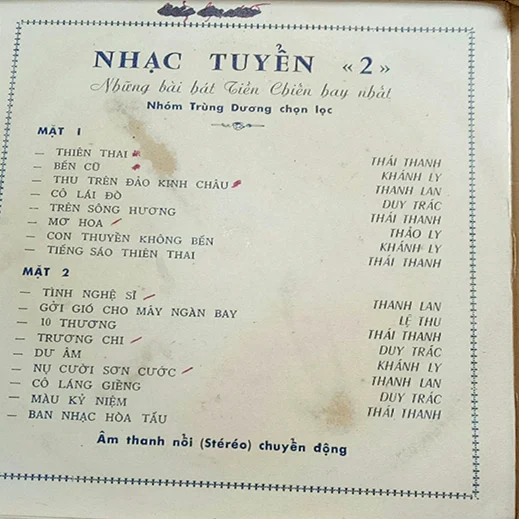 NHẠC TUYỂN «2»
Những bài hát Tiền Chiến hay nhất
Nhóm Trùng Dương chọn lọc
MẶT 1
— THIÊN THAI THÁI THANH
— BẾN CŨ KHÁNH LY
— THU TRÊN ĐẢO KINH CHÂU THANH LAN
— CÔ LÁI ĐÒ DUY TRÁC
— TRÊN SÔNG HƯƠNG THÁI THANH
— MƠ HOA THẢO LY
— CON THUYỀN KHÔNG BẾN KHÁNH LY
— TIẾNG SÁO THIÊN THAI THÁI THANH
MẶT 2
— TÌNH NGHỆ SĨ THANH LAN
— GỞI GIÓ CHO MÂY NGÀN BAY LỆ THU
— 10 THƯƠNG THÁI THANH
— TRƯƠNG CHI DUY TRÁC
— DƯ ÂM KHÁNH LY
— NỤ CƯỜI SƠN CƯỚC THANH LAN
— CÔ LÁNG GIỀNG DUY TRÁC
— MÀU KỶ NIỆM THÁI THANH
— BAN NHẠC HÒA TẤU
Âm thanh nổi (Stéréo) chuyển động